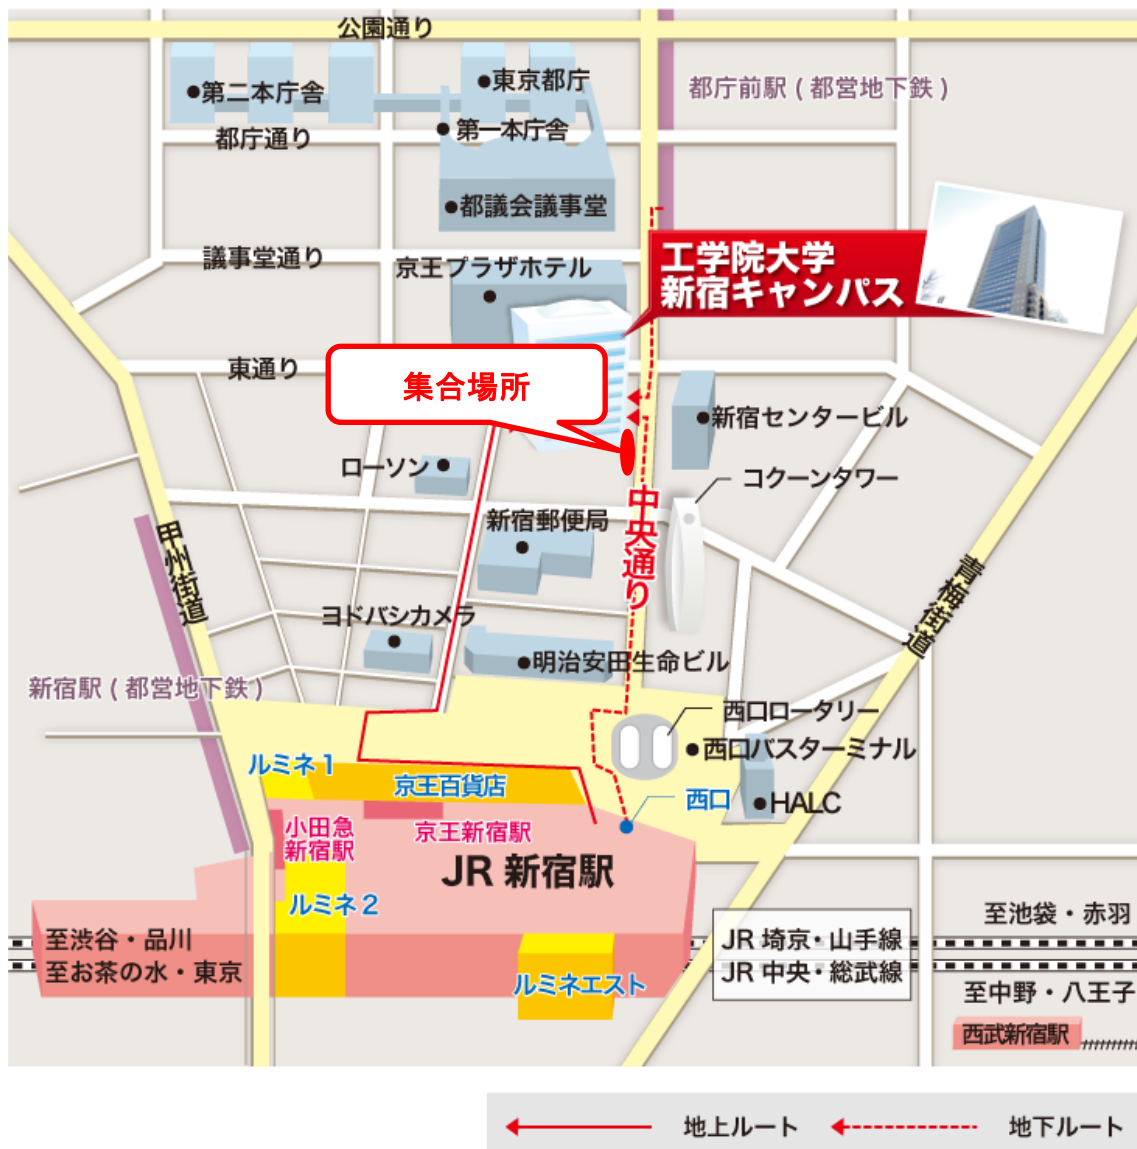 公園通り
●第二本庁舎
●東京都庁
都庁前駅 ( 都営地下鉄 )
● 第一本庁舎
都庁通り
●都議会議事堂
議事堂通り
京王プラザホテル
工学院大学
新宿キャンパス
東通り
集合場所
●新宿センタービル
ローソン
コクーンタワー
新宿郵便局
中央通り
甲州街道
青梅街道
ヨドバシカメラ
●明治安田生命ビル
新宿駅 ( 都営地下鉄 )
西口ロータリー
●西口バスターミナル
ルミネ 1
京王百貨店
西口
●HALC
小田急
新宿駅
京王新宿駅
JR 新宿駅
ルミネ 2
至池袋・赤羽
至渋谷・品川
至お茶の水・東京
JR 埼京・山手線
JR 中央・総武線
ルミネエスト
至中野・八王子
西武新宿駅
地上ルート
地下ルート